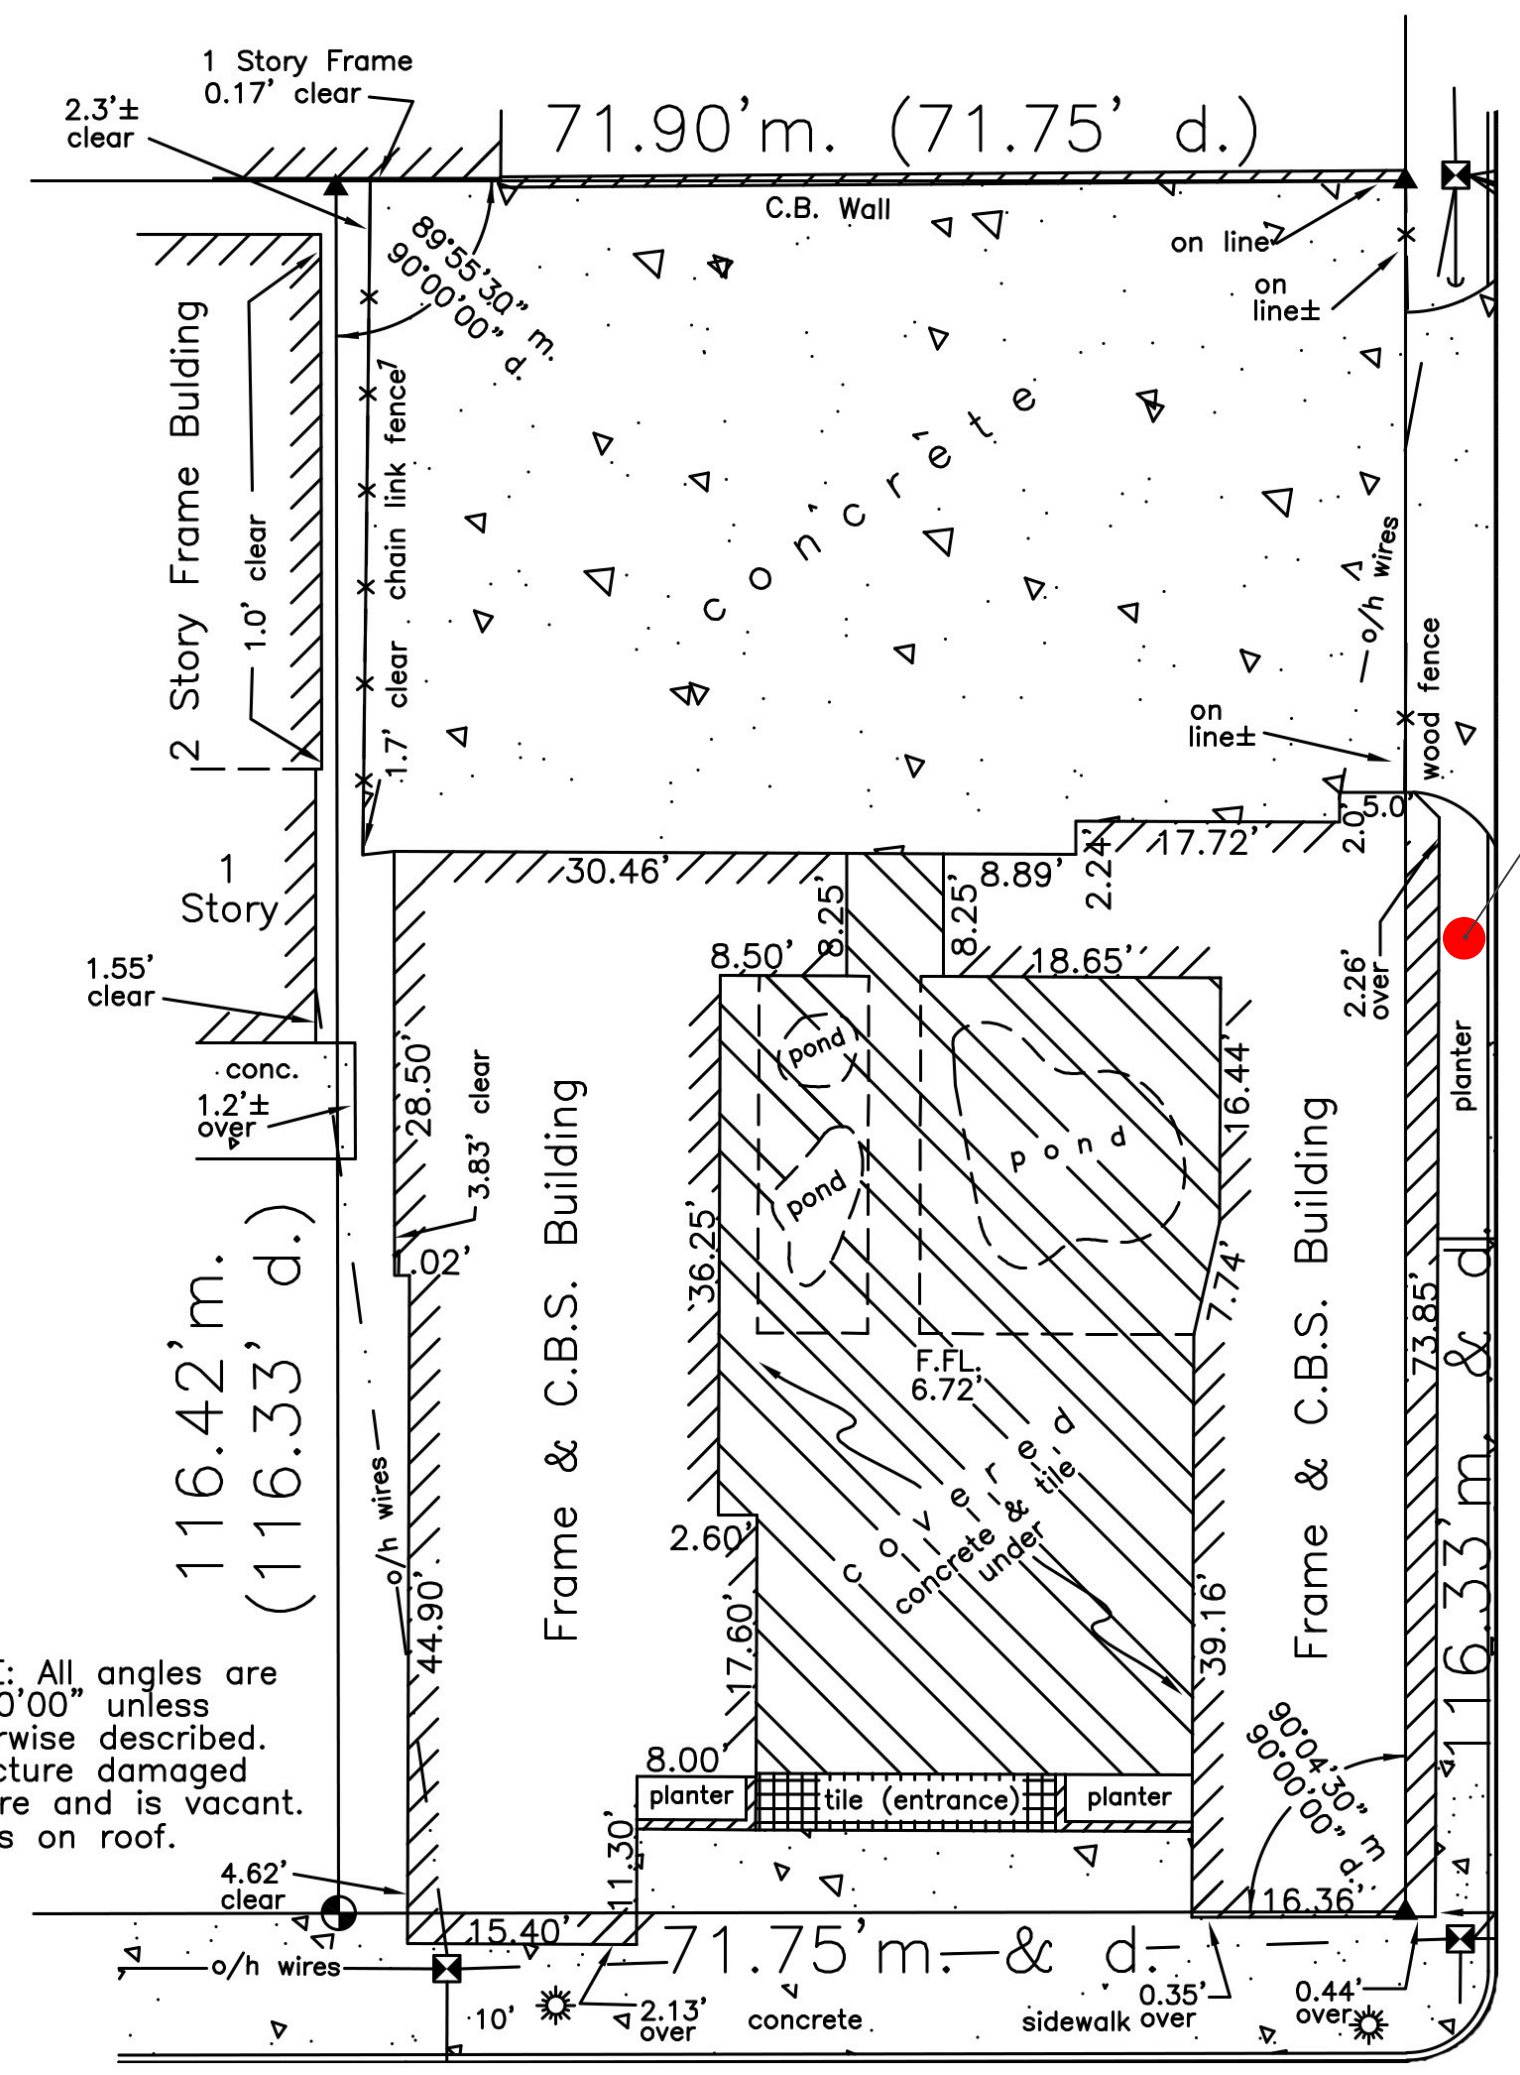 1 Story Frame
0.17' clear
2.3'±
clear
71.90'm. (71.75' d.)
C.B. Wall
on line
on
line±
89°55'30" m.
90°00'00" d.
2 Story Frame Bulding
1.0' clear
chain link fence
1.7' clear
concrete
o/h wires
wood fence
on
line±
5.0'
2.0'
17.72'
2.24'
8.89'
30.46'
8.25'
8.25'
1
Story
8.50'
18.65'
1.55'
clear
2.26'
over
conc.
1.2'±
over
28.50'
3.83' clear
pond
pond
pond
16.44'
planter
116.42'm.
(116.33' d.)
.02'
36.25'
7.74'
73.85'
Frame & C.B.S. Building
Frame & C.B.S. Building
F.FL.
6.72'
covered
concrete & tile
under
o/h wires
2.60'
44.90'
17.60'
39.16'
116.33'm & d.
: All angles are
0'00" unless
rwise described.
cture damaged
re and is vacant.
s on roof.
90°04'30" m
90°00'00" d.
8.00'
planter
tile (entrance)
planter
11.30'
4.62'
clear
15.40'
16.36'
71.75'm. & d.
o/h wires
10'
2.13'
over
concrete
sidewalk
0.35'
over
0.44'
over